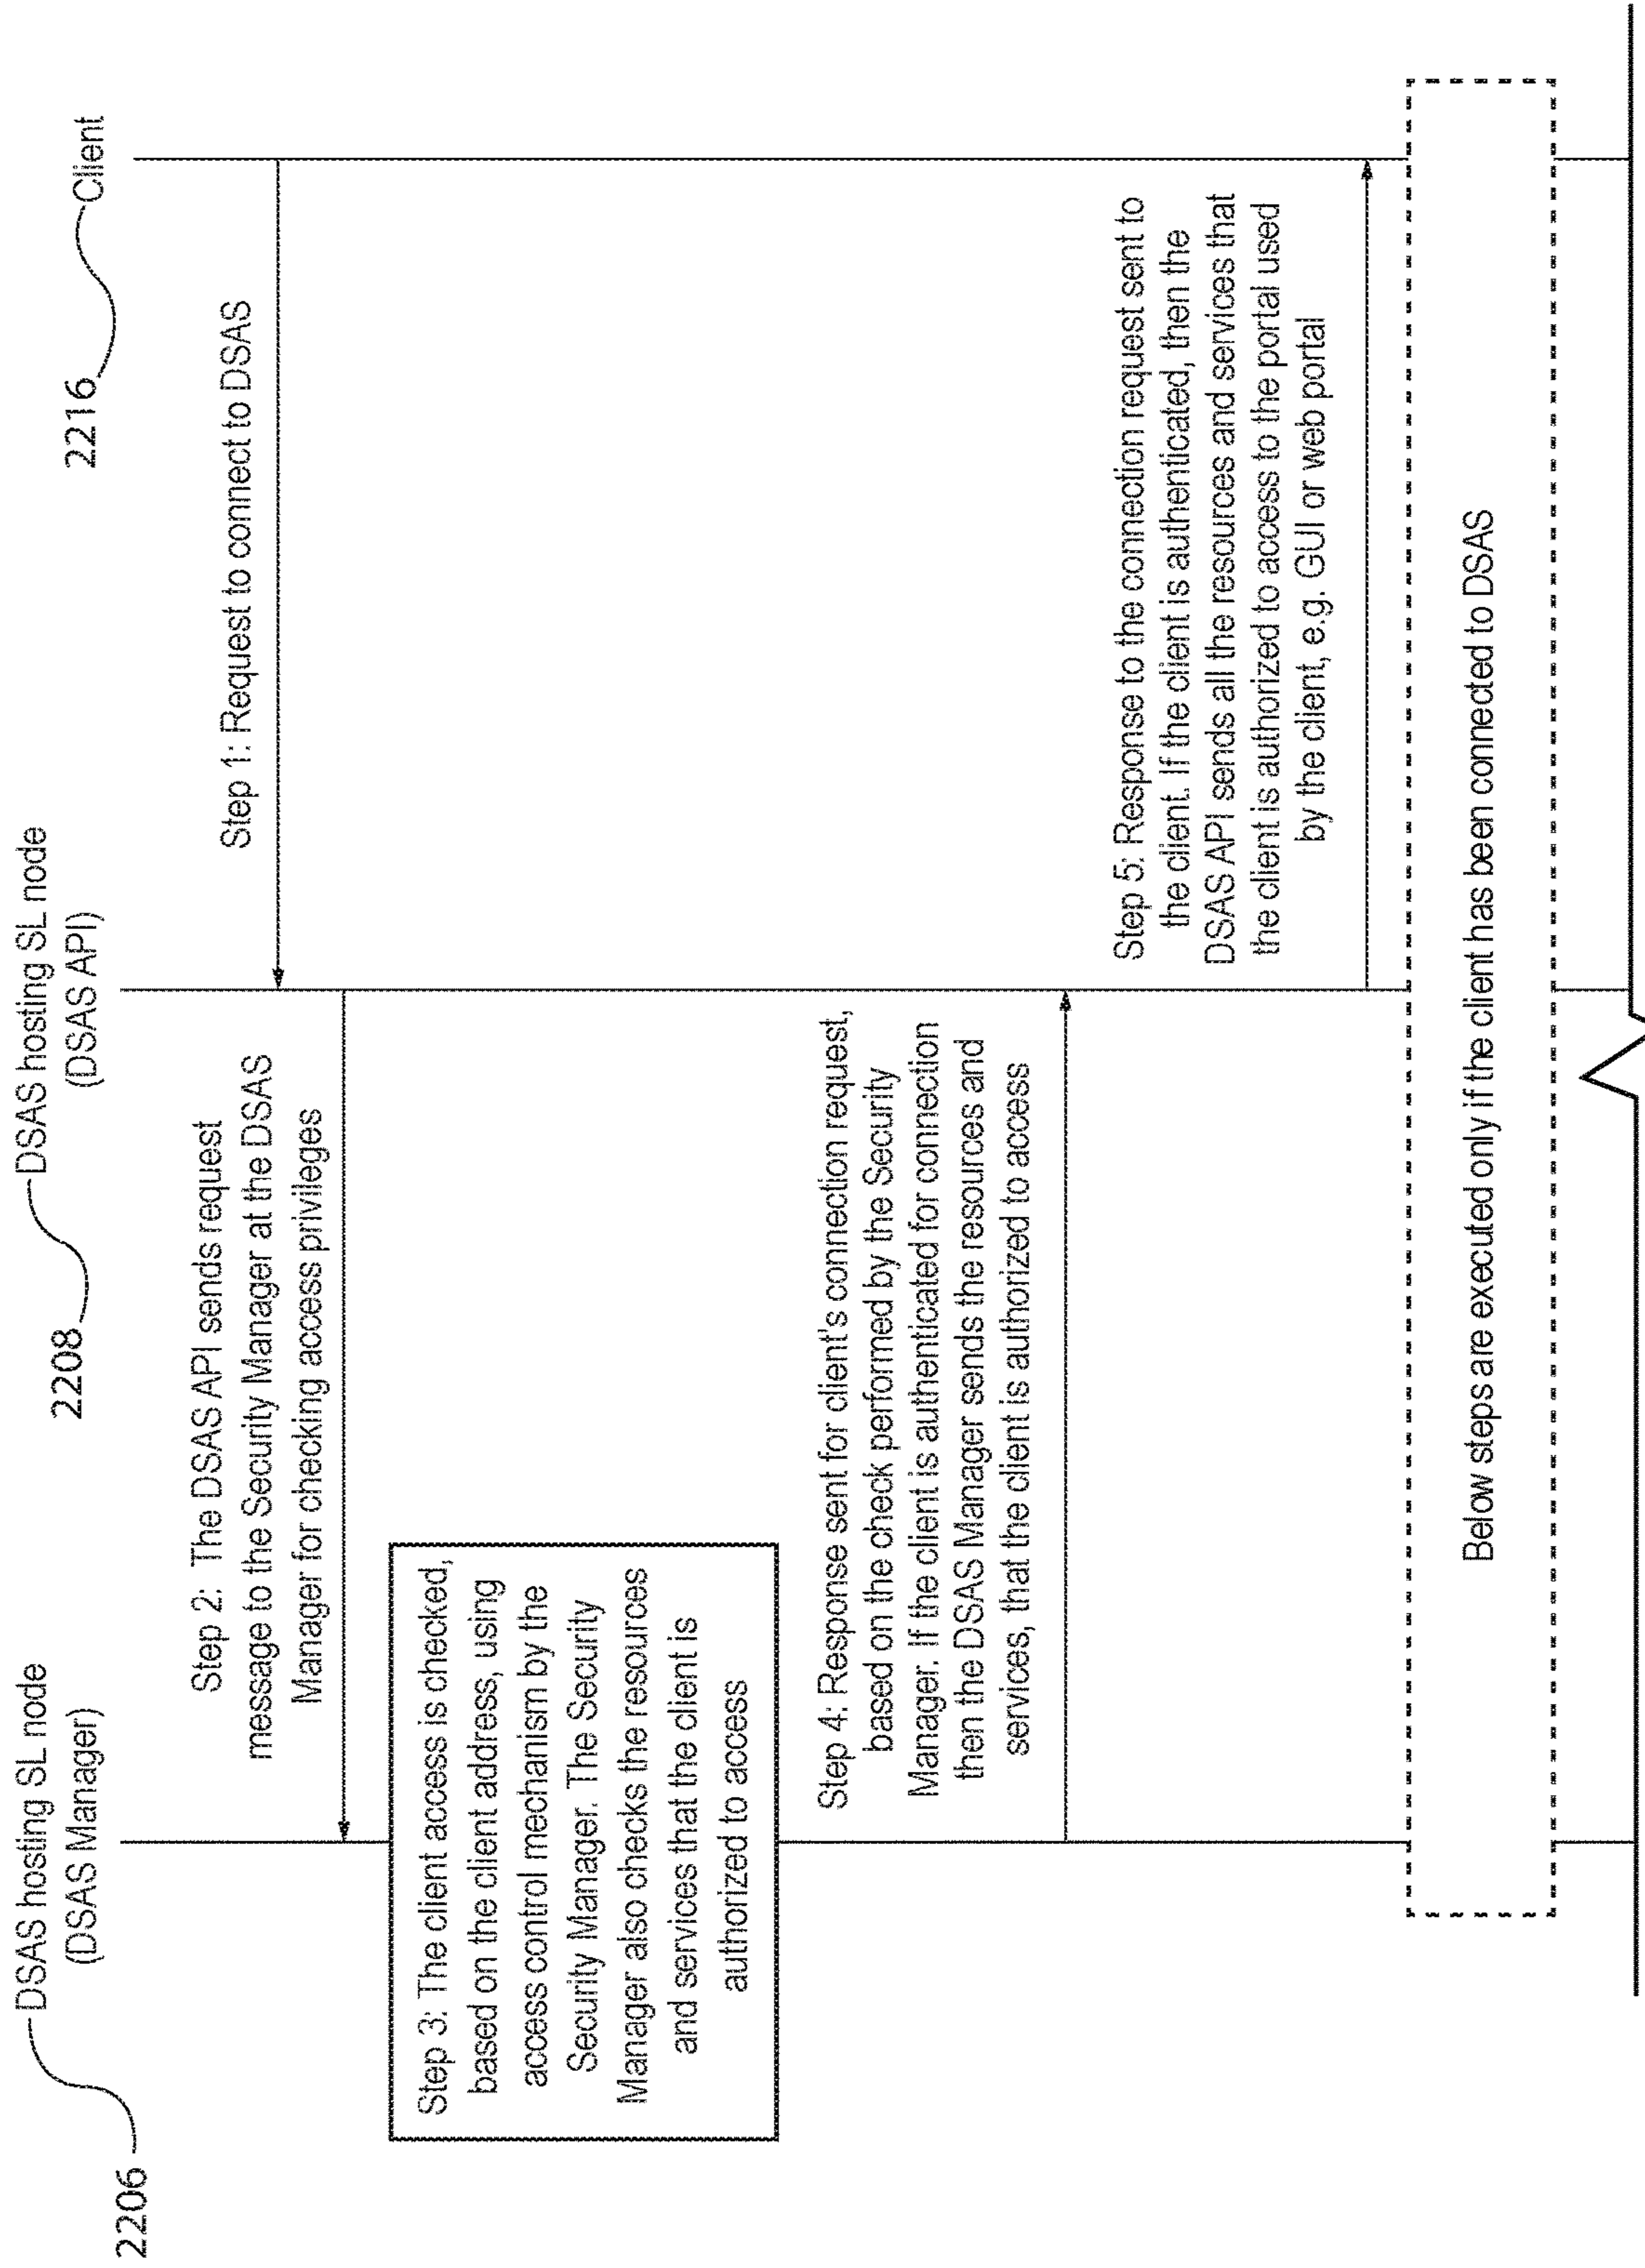 DSAS hosting SL node
(DSAS Manager)
2206
DSAS hosting SL node
(DSAS API)
2208
Client
2216
Step 1: Request to connect to DSAS
Step 2: The DSAS API sends request
message to the Security Manager at the DSAS
Manager for checking access privileges
Step 3: The client access is checked,
based on the client address, using
access control mechanism by the
Security Manager. The Security
Manager also checks the resources
and services that the client is
authorized to access
Step 4: Response sent for client's connection request,
based on the check performed by the Security
Manager. If the client is authenticated for connection
then the DSAS Manager sends the resources and
services, that the client is authorized to access
Step 5: Response to the connection request sent to
the client. If the client is authenticated, then the
DSAS API sends all the resources and services that
the client is authorized to access to the portal used
by the client, e.g. GUI or web portal
Below steps are executed only if the client has been connected to DSAS